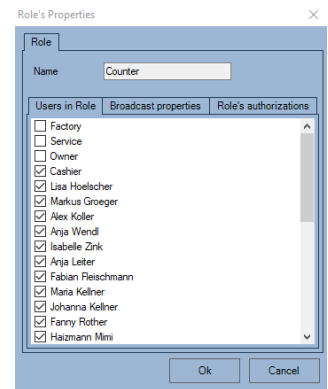 Role's Properties
Role
Name Counter
Users in Role Broadcast properties Role's authorizations
Factory
Service
Owner
Cashier
Lisa Hoelscher
Markus Groeger
Alex Koller
Anja Wendl
Isabelle Zink
Anja Leiter
Fabian Fleischmann
Maria Kellner
Johanna Kellner
Fanny Rother
Haizmann Mimi
Ok Cancel